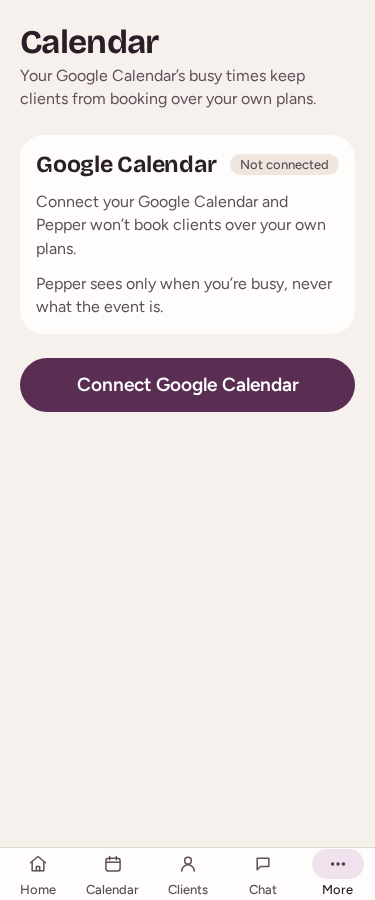 Calendar
Your Google Calendar’s busy times keep
clients from booking over your own plans.
Google Calendar
Not connected
Connect your Google Calendar and
Pepper won’t book clients over your own
plans.
Pepper sees only when you’re busy, never
what the event is.
Connect Google Calendar
Home
Calendar
Clients
Chat
More